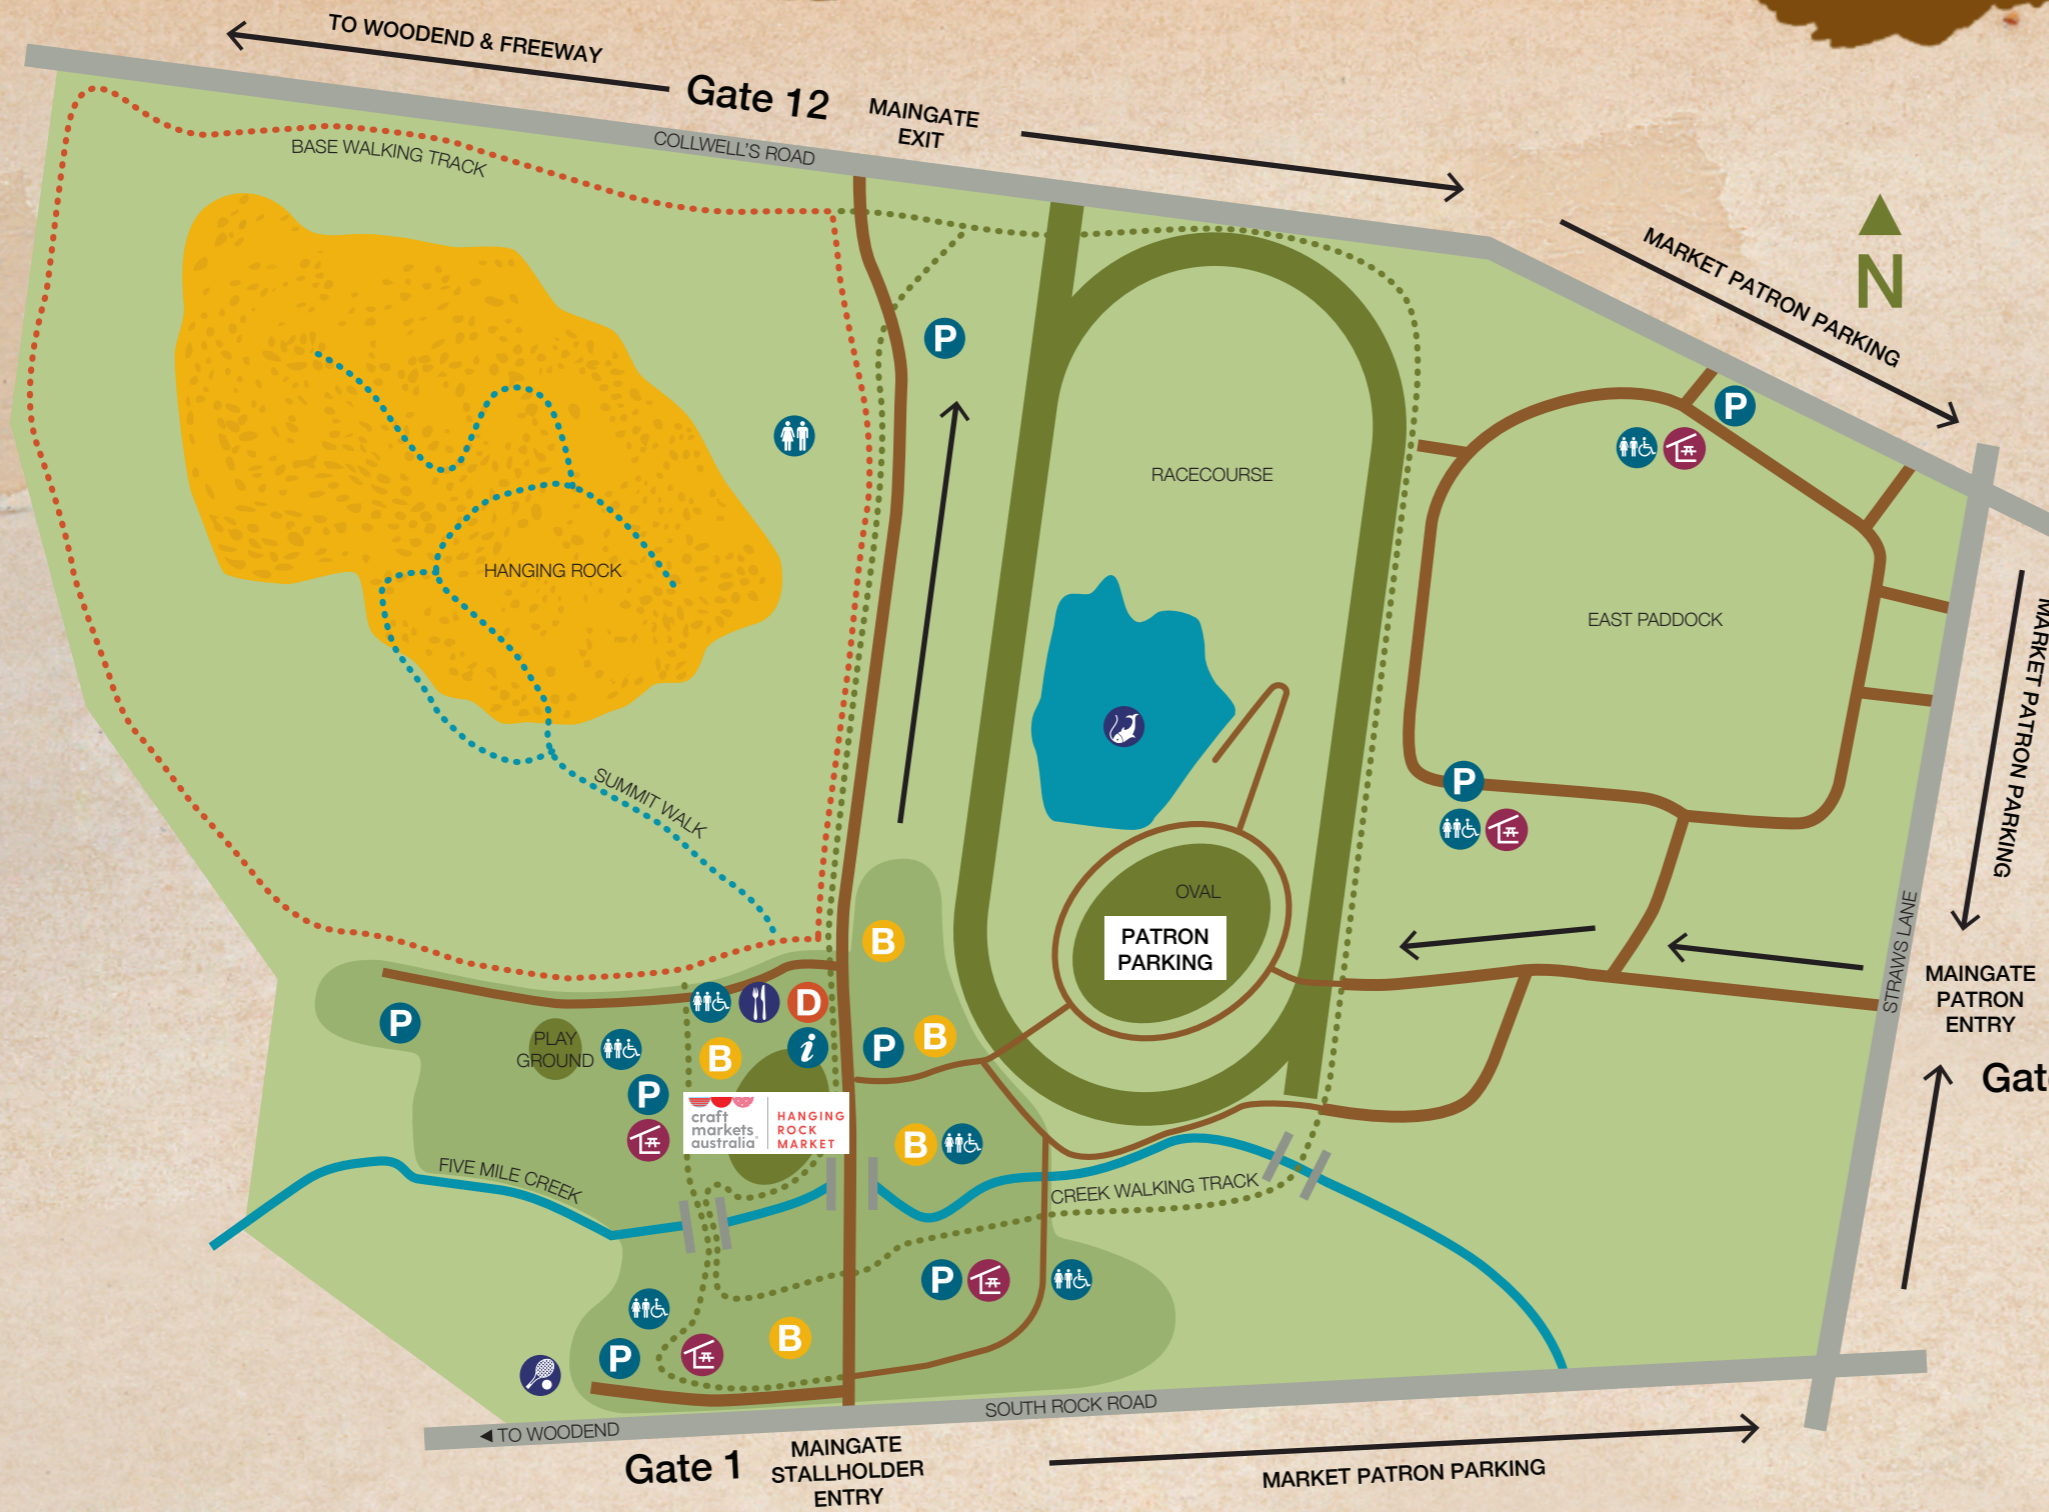 TO WOODEND & FREEWAY
Gate 12
MAINGATE
EXIT
COLLWELL'S ROAD
BASE WALKING TRACK
MARKET PATRON PARKING
N
P
P
RACECOURSE
HANGING ROCK
EAST PADDOCK
MARKET PATRON PARKING
SUMMIT WALK
P
OVAL
PATRON
PARKING
STRAWS LANE
MAINGATE
PATRON
ENTRY
B
D
P
PLAY
GROUND
B
i
P
B
P
craft
markets
australia
HANGING
ROCK
MARKET
B
FIVE MILE CREEK
CREEK WALKING TRACK
P
B
P
SOUTH ROCK ROAD
◄ TO WOODEND
Gate 1
MAINGATE
STALLHOLDER
ENTRY
MARKET PATRON PARKING